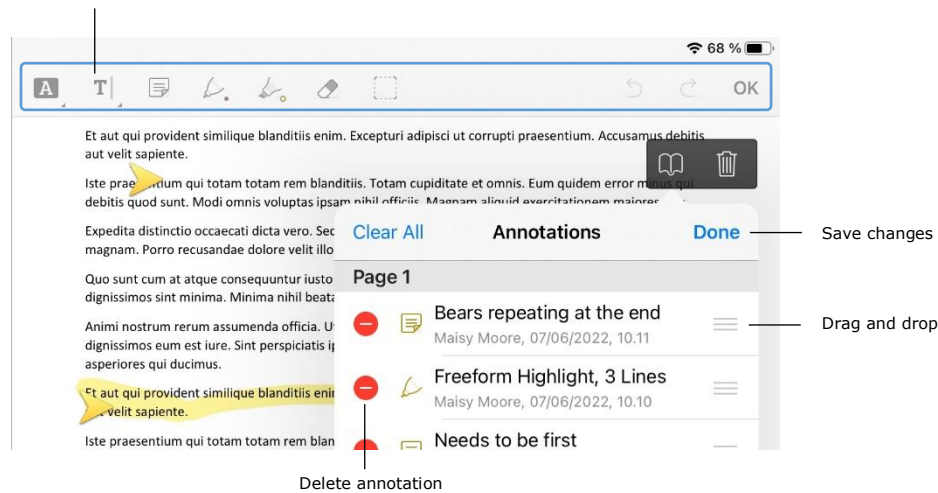 68 %
A T OK
Et aut qui provident similique blanditiis enim. Excepturi adipisci ut corrupti praesentium. Accusamus debitis
aut velit sapiente.
Iste praesentium qui totam totam rem blanditiis. Totam cupiditate et omnis. Eum quidem error minus qui
debitis quod sunt. Modi omnis voluptas ipsam nihil officiis. Magnam aliquid exercitationem maiores
Expedita distinctio occaecati dicta vero. Sed
magnam. Porro recusandae dolore velit illo
Quo sunt cum at atque consequuntur iusto
dignissimos sint minima. Minima nihil beata
Animi nostrum rerum assumenda officia. U
dignissimos eum est iure. Sint perspiciatis i
asperiores qui ducimus.
Et aut qui provident similique blanditiis enim
velit sapiente.
Iste praesentium qui totam totam rem blan
Clear All Annotations Done
Page 1
Bears repeating at the end
Maisy Moore, 07/06/2022, 10.11
Freeform Highlight, 3 Lines
Maisy Moore, 07/06/2022, 10.10
Needs to be first
Save changes
Drag and drop
Delete annotation